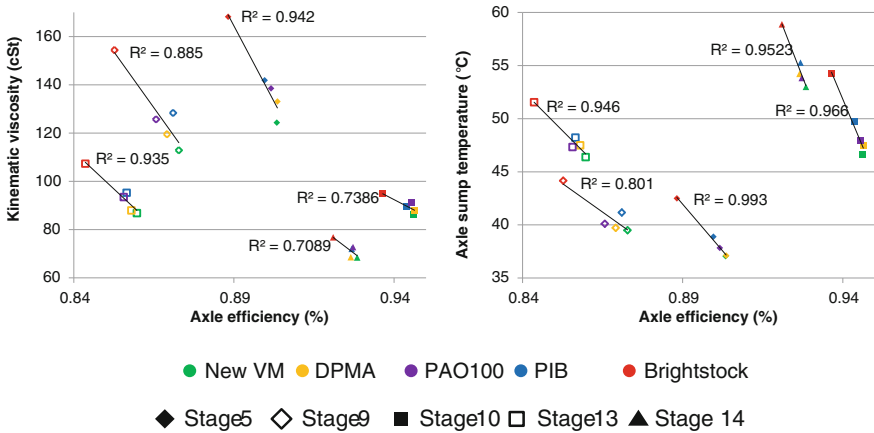 Kinematic viscosity (cSt)
160
140
120
100
80
60
R² = 0.942
R² = 0.885
R² = 0.935
R² = 0.7386
R² = 0.7089
0.84
0.89
0.94
Axle efficiency (%)
Axle sump temperature (°C)
60
55
50
45
40
35
R² = 0.9523
R² = 0.946
R² = 0.966
R² = 0.801
R² = 0.993
0.84
0.89
0.94
Axle efficiency (%)
New VM DPMA PAO100 PIB Brightstock
Stage5 Stage9 Stage10 Stage13 Stage 14